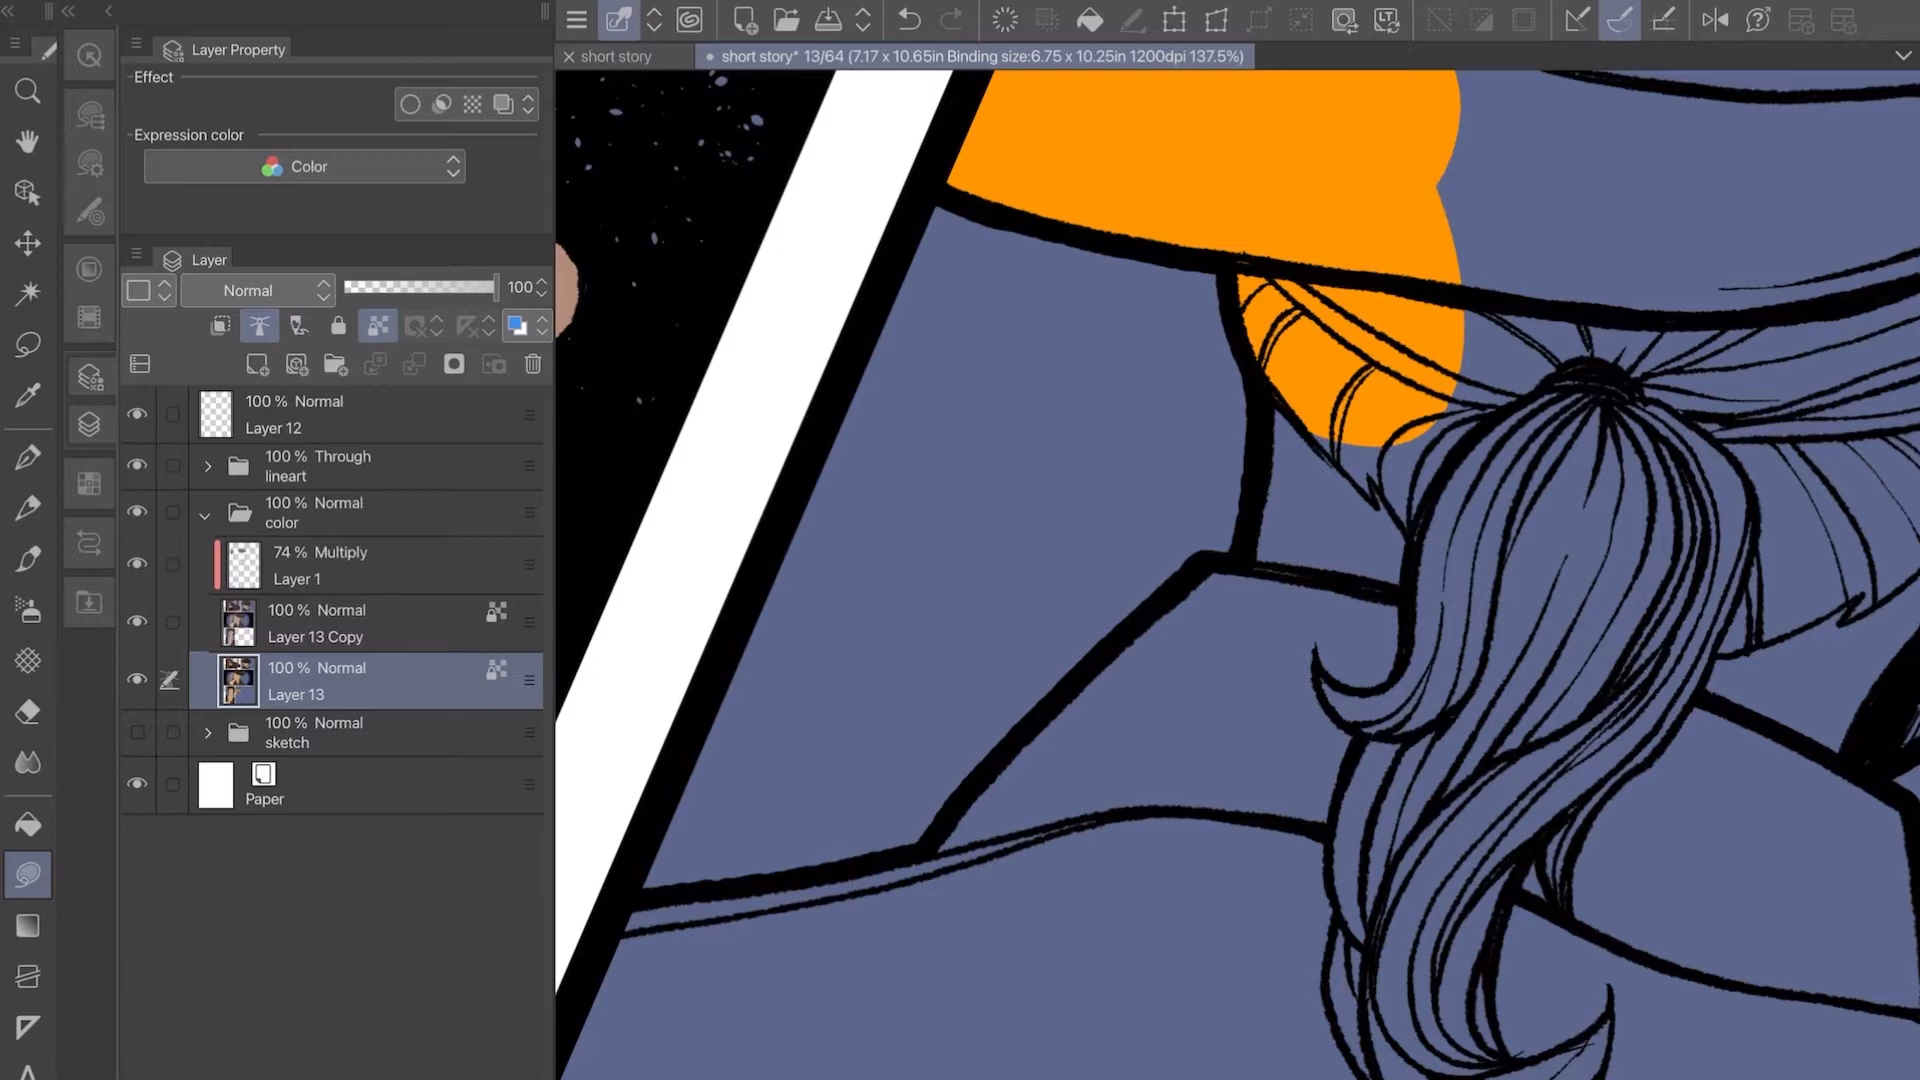 Layer Property
short story
short story* 13/64 (7.17 x 10.65in Binding size:6.75 x 10.25in 1200dpi 137.5%)
Effect
Expression color
Color
Layer
Normal
100
100 % Normal
Layer 12
100 % Through
lineart
100 % Normal
color
74 % Multiply
Layer 1
100 % Normal
Layer 13 Copy
100 % Normal
Layer 13
100 % Normal
sketch
Paper